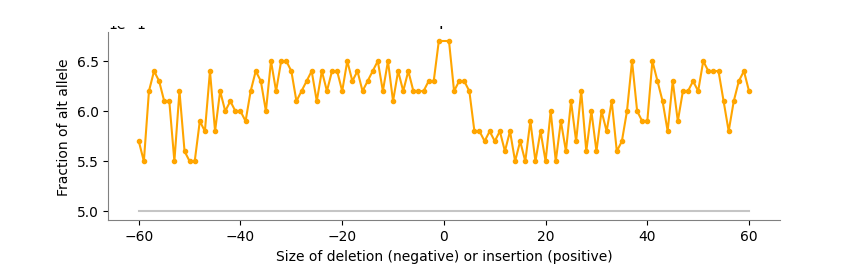 6.5
6.0
5.5
5.0
Fraction of alt allele
−60 −40 −20 0 20 40 60
Size of deletion (negative) or insertion (positive)